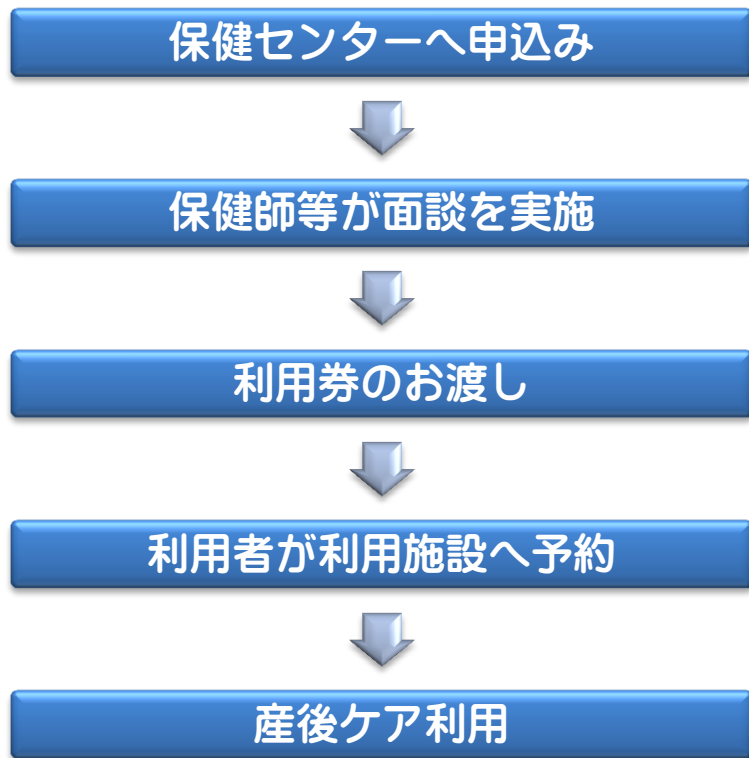 保健センターへ申込み
保健師等が面談を実施
利用券のお渡し
利用者が利用施設へ予約
産後ケア利用